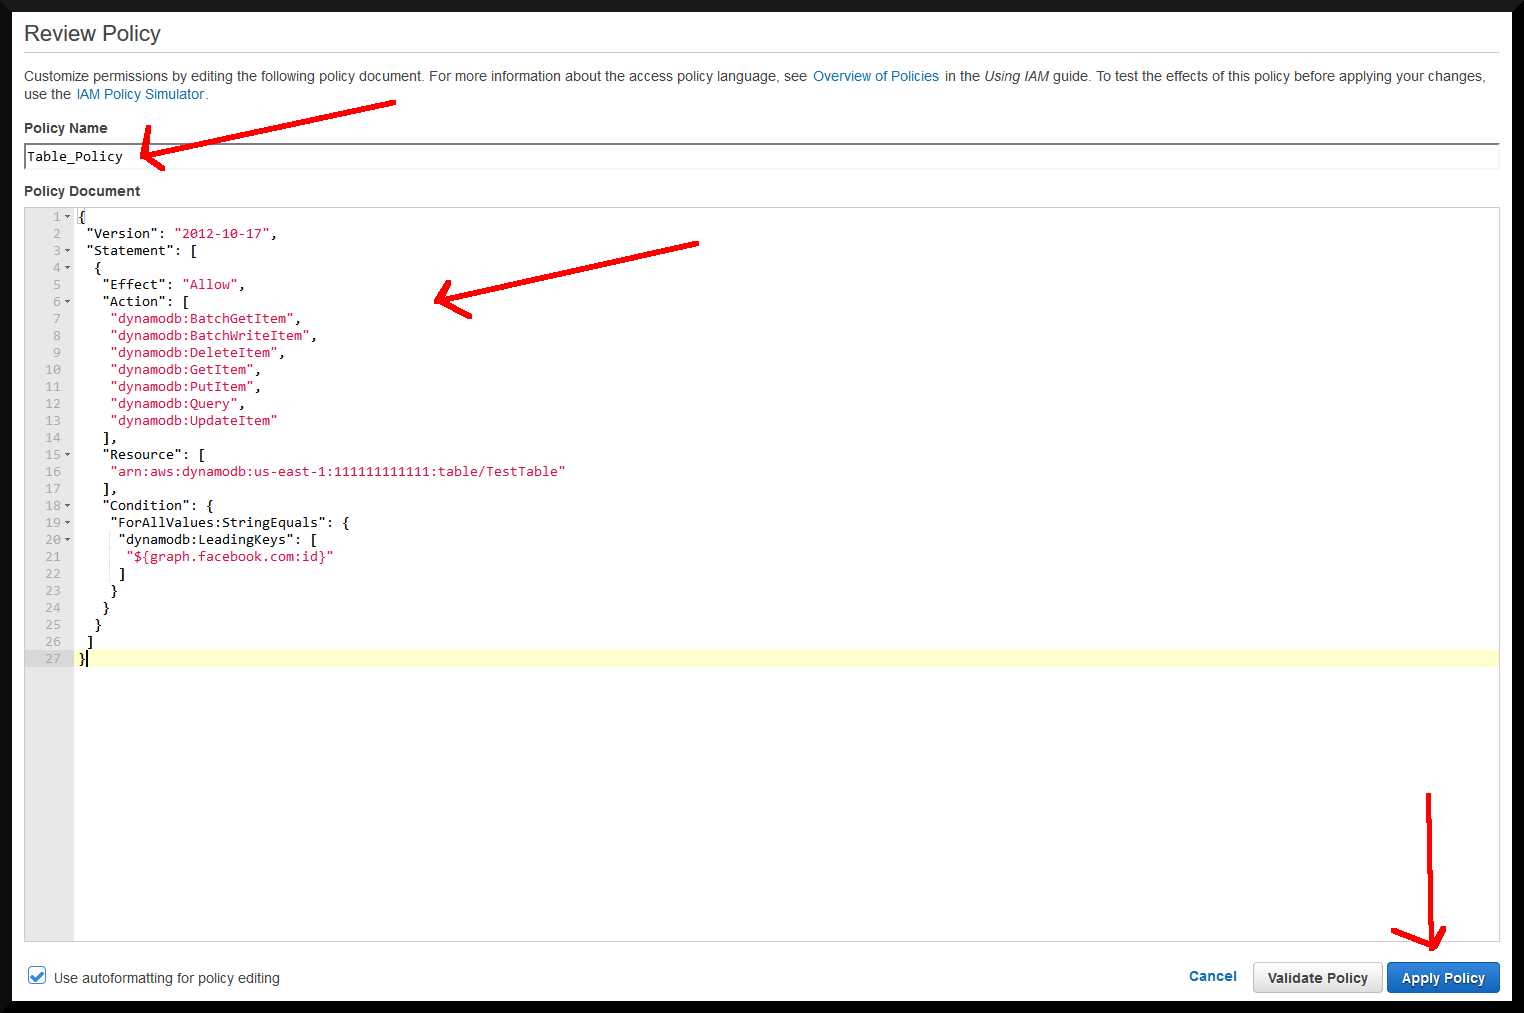 Review Policy
Customize permissions by editing the following policy document. For more information about the access policy language, see Overview of Policies in the Using IAM guide. To test the effects of this policy before applying your changes,
use the IAM Policy Simulator.
Policy Name
Table_Policy
Policy Document
1 {
2 "Version": "2012-10-17",
3 "Statement": [
4 {
5 "Effect": "Allow",
6 "Action": [
7 "dynamodb:BatchGetItem",
8 "dynamodb:BatchWriteItem",
9 "dynamodb:DeleteItem",
10 "dynamodb:GetItem",
11 "dynamodb:PutItem",
12 "dynamodb:Query",
13 "dynamodb:UpdateItem"
14 ],
15 "Resource": [
16 "arn:aws:dynamodb:us-east-1:111111111111:table/TestTable"
17 ],
18 "Condition": {
19 "ForAllValues:StringEquals": {
20 "dynamodb:LeadingKeys": [
21 "${graph.facebook.com:id}"
22 ]
23 }
24 }
25 }
26 ]
27 }
Use autoformatting for policy editing
Cancel Validate Policy Apply Policy